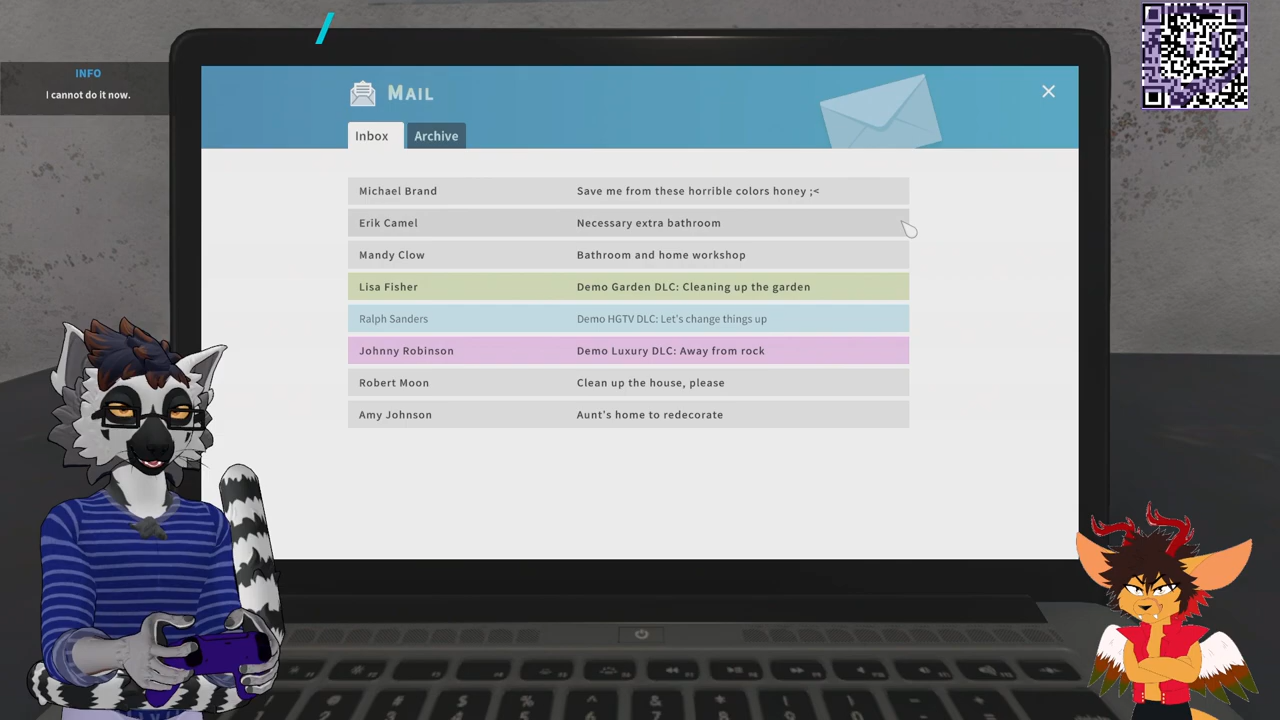 INFO
I cannot do it now.
MAIL
Inbox
Archive
Michael Brand
Save me from these horrible colors honey ;<
Erik Camel
Necessary extra bathroom
Mandy Clow
Bathroom and home workshop
Lisa Fisher
Demo Garden DLC: Cleaning up the garden
Ralph Sanders
Demo HGTV DLC: Let's change things up
Johnny Robinson
Demo Luxury DLC: Away from rock
Robert Moon
Clean up the house, please
Amy Johnson
Aunt's home to redecorate